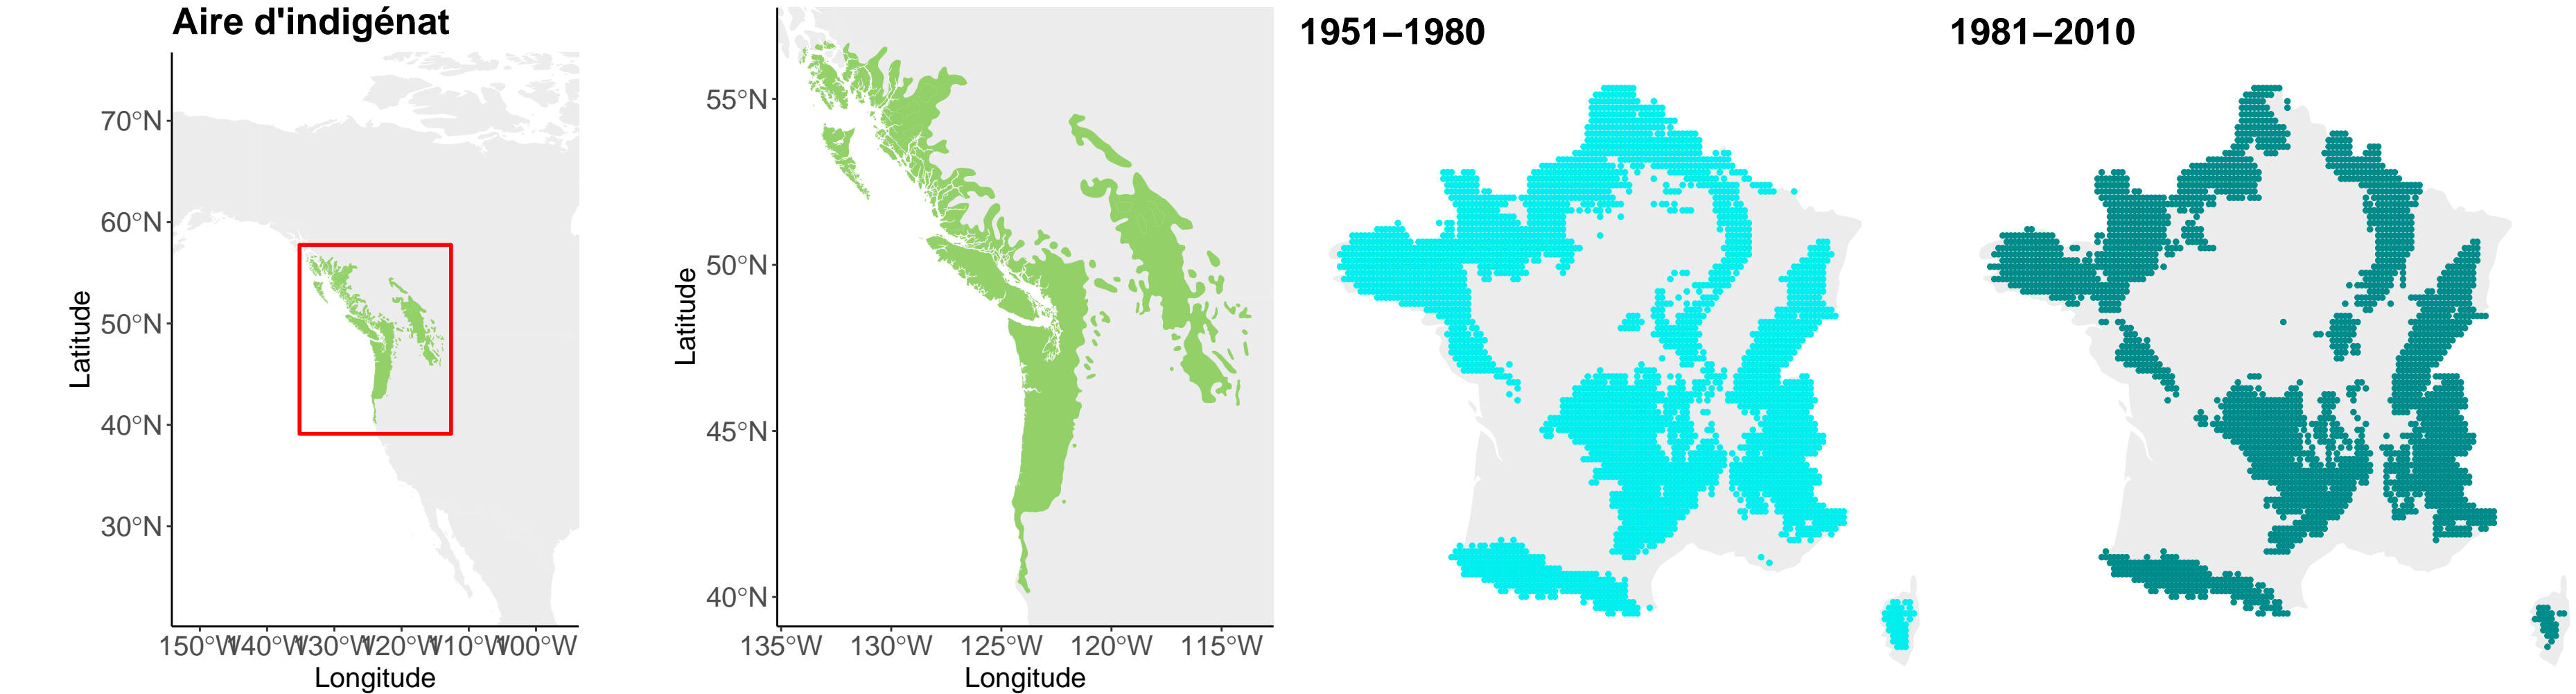 Aire d'indigénat
70°N
60°N
50°N
40°N
30°N
Latitude
150°W 140°W 130°W 120°W 110°W 100°W
Longitude
55°N
50°N
45°N
40°N
Latitude
135°W 130°W 125°W 120°W 115°W
Longitude
1951–1980
1981–2010